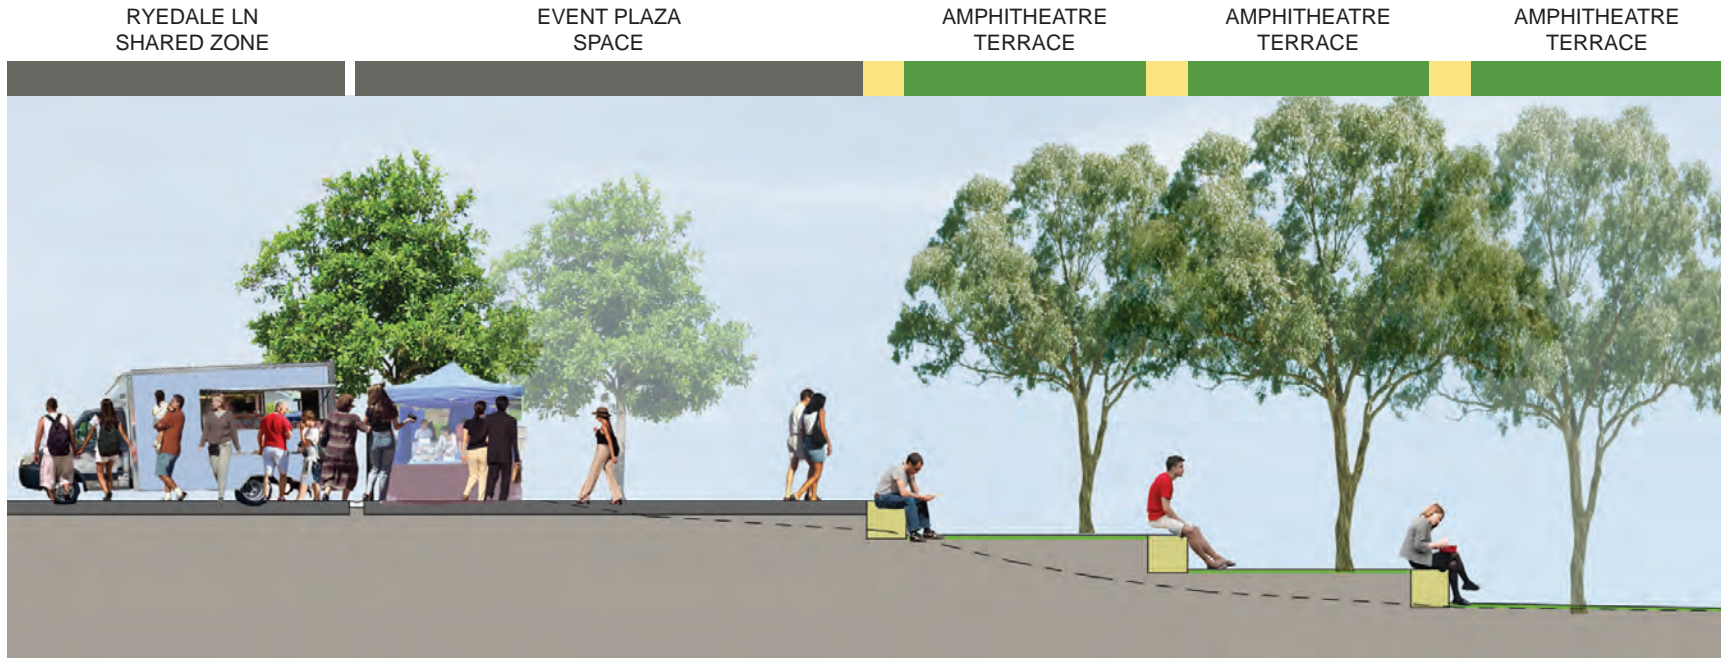 RYEDALE LN
SHARED ZONE
EVENT PLAZA
SPACE
AMPHITHEATRE
TERRACE
AMPHITHEATRE
TERRACE
AMPHITHEATRE
TERRACE